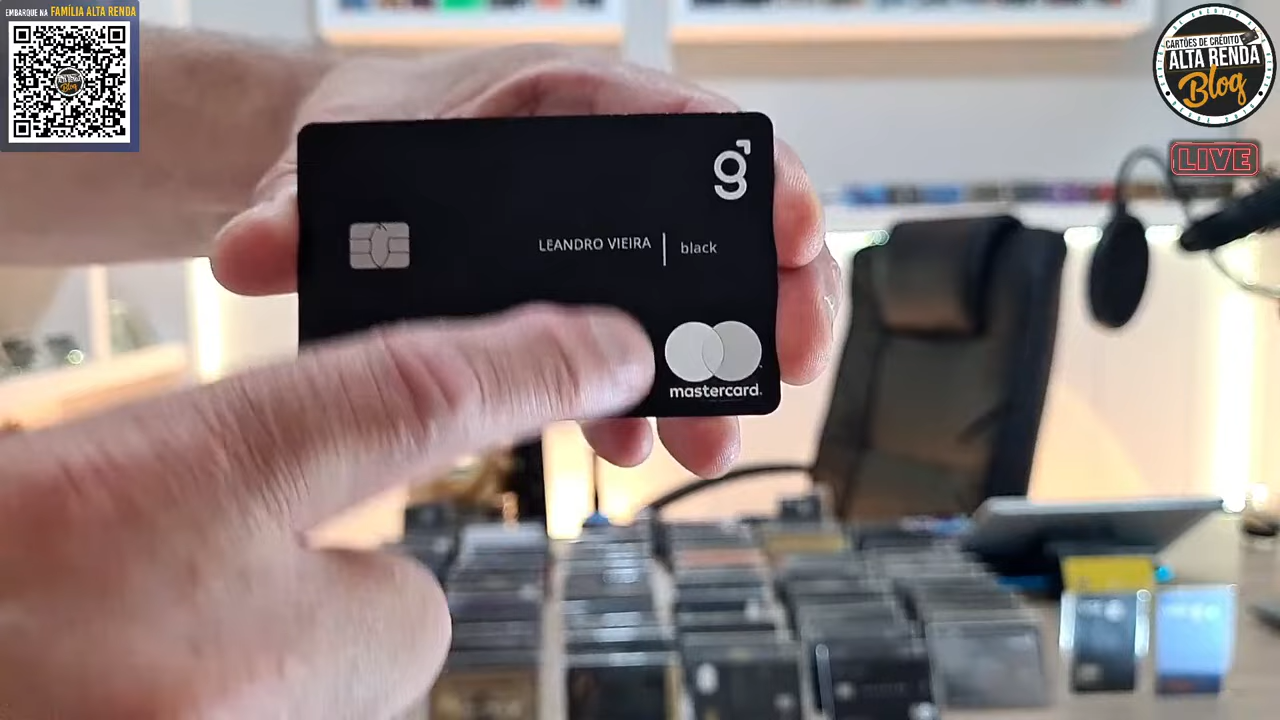 EMBARQUE NA FAMÍLIA ALTA RENDA
CARTÕES DE CRÉDITO
ALTA RENDA
Blog
LIVE
g
LEANDRO VIEIRA | black
mastercard.